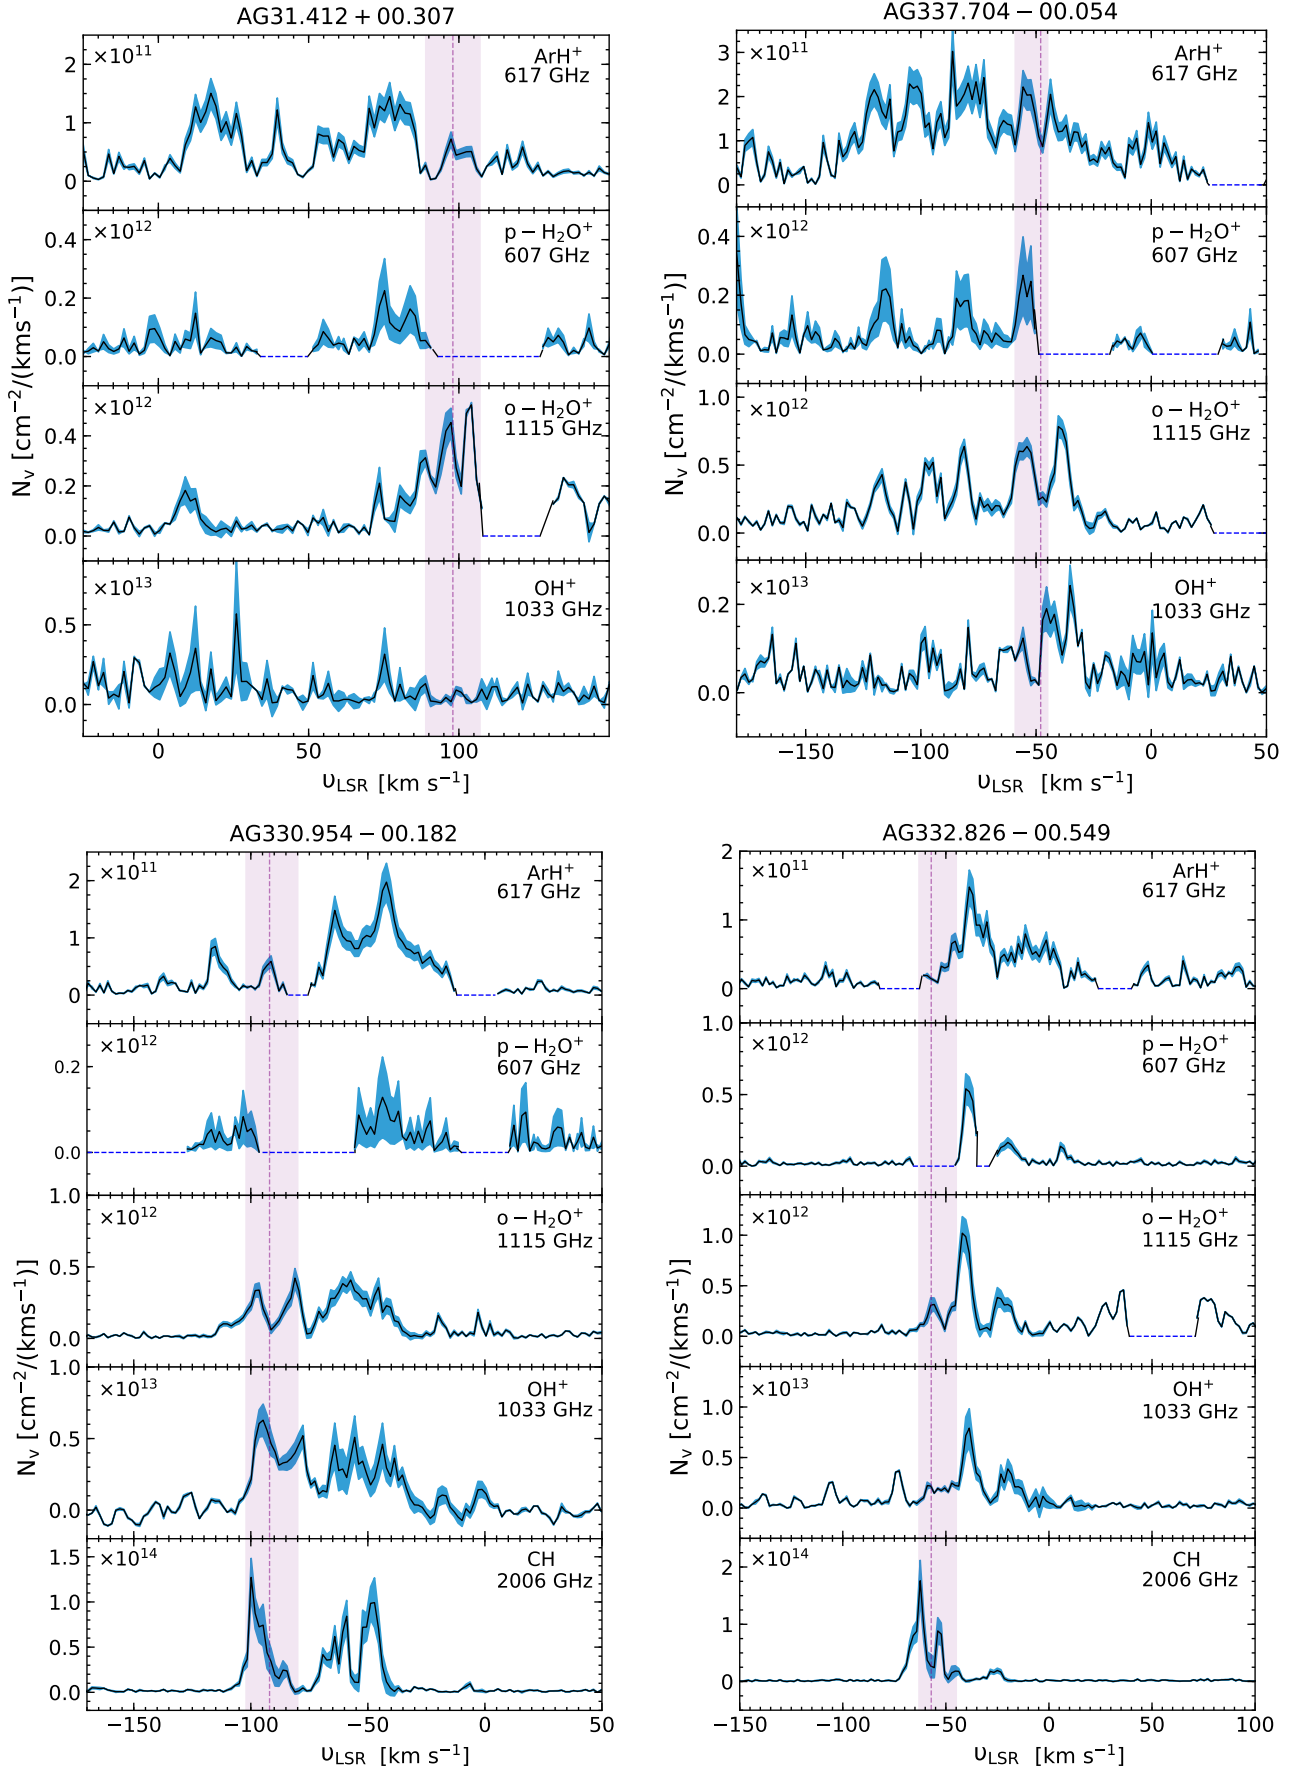 AG31.412 + 00.307
×10¹¹
ArH⁺
617 GHz
2
1
0
×10¹²
p − H₂O⁺
607 GHz
0.4
0.2
0.0
×10¹²
o − H₂O⁺
1115 GHz
0.4
0.2
0.0
×10¹³
OH⁺
1033 GHz
0.5
0.0
Nᵥ [cm⁻²/(kms⁻¹)]
0 50 100
υLSR [km s⁻¹]
AG337.704 − 00.054
×10¹¹
ArH⁺
617 GHz
3
2
1
0
×10¹²
p − H₂O⁺
607 GHz
0.4
0.2
0.0
×10¹²
o − H₂O⁺
1115 GHz
1.0
0.5
0.0
×10¹³
OH⁺
1033 GHz
0.2
0.0
Nᵥ [cm⁻²/(kms⁻¹)]
−150 −100 −50 0 50
υLSR [km s⁻¹]
AG330.954 − 00.182
×10¹¹
ArH⁺
617 GHz
2
1
0
×10¹²
p − H₂O⁺
607 GHz
0.2
0.0
1.0
×10¹²
o − H₂O⁺
1115 GHz
0.5
0.0
1.0
×10¹³
OH⁺
1033 GHz
0.5
0.0
×10¹⁴
CH
2006 GHz
1.5
1.0
0.5
0.0
Nᵥ [cm⁻²/(kms⁻¹)]
−150 −100 −50 0 50
υLSR [km s⁻¹]
AG332.826 − 00.549
2
×10¹¹
ArH⁺
617 GHz
1
0
1.0
×10¹²
p − H₂O⁺
607 GHz
0.5
0.0
×10¹²
o − H₂O⁺
1115 GHz
1.0
0.5
0.0
×10¹³
OH⁺
1033 GHz
1.0
0.5
0.0
×10¹⁴
CH
2006 GHz
2
1
0
Nᵥ [cm⁻²/(kms⁻¹)]
−150 −100 −50 0 50 100
υLSR [km s⁻¹]